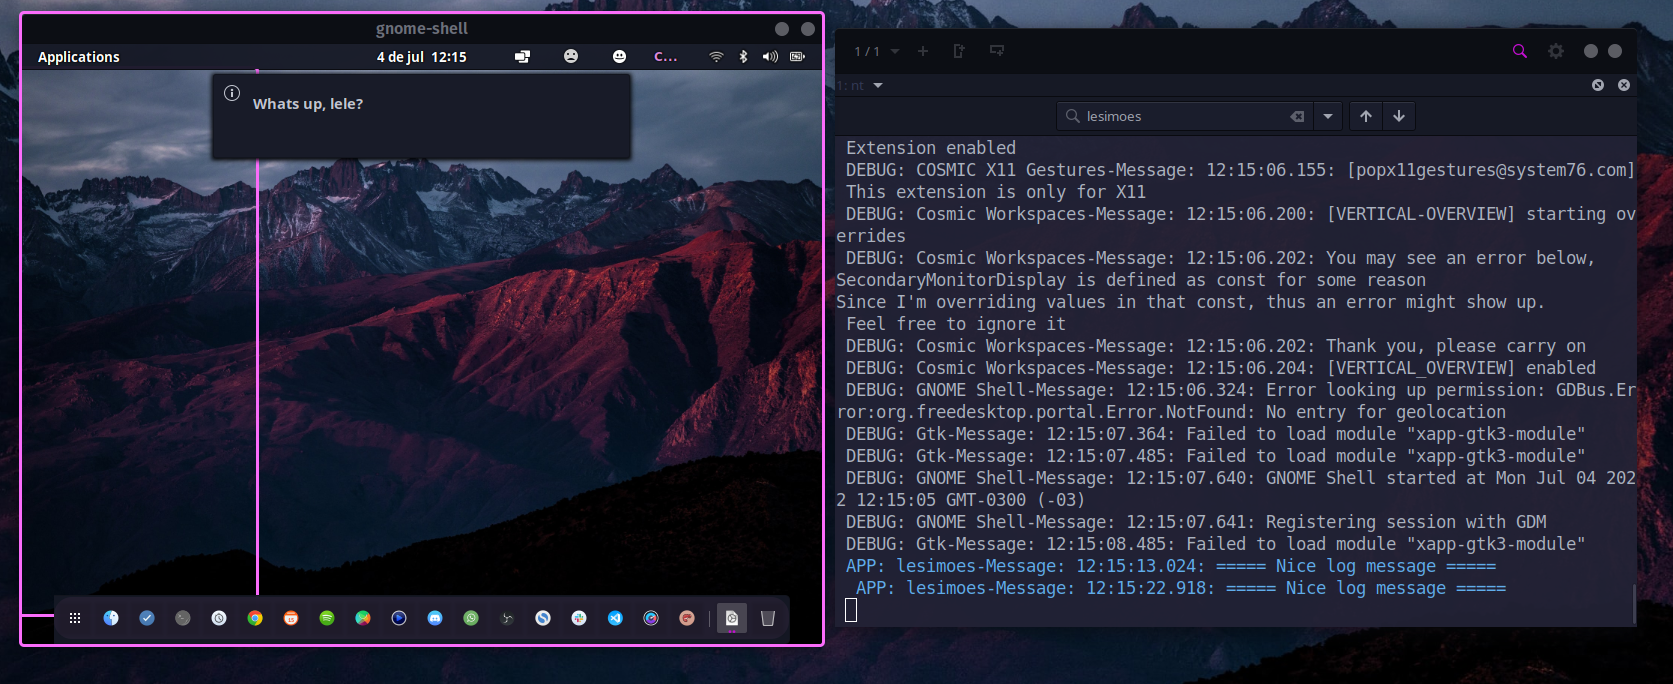 gnome-shell
Applications
4 de jul 12:15
C...
Whats up, lele?
1 / 1
1: nt
lesimoes
Extension enabled
DEBUG: COSMIC X11 Gestures-Message: 12:15:06.155: [popx11gestures@system76.com]
This extension is only for X11
DEBUG: Cosmic Workspaces-Message: 12:15:06.200: [VERTICAL-OVERVIEW] starting ov
errides
DEBUG: Cosmic Workspaces-Message: 12:15:06.202: You may see an error below,
SecondaryMonitorDisplay is defined as const for some reason
Since I'm overriding values in that const, thus an error might show up.
Feel free to ignore it
DEBUG: Cosmic Workspaces-Message: 12:15:06.202: Thank you, please carry on
DEBUG: Cosmic Workspaces-Message: 12:15:06.204: [VERTICAL_OVERVIEW] enabled
DEBUG: GNOME Shell-Message: 12:15:06.324: Error looking up permission: GDBus.Er
ror:org.freedesktop.portal.Error.NotFound: No entry for geolocation
DEBUG: Gtk-Message: 12:15:07.364: Failed to load module "xapp-gtk3-module"
DEBUG: Gtk-Message: 12:15:07.485: Failed to load module "xapp-gtk3-module"
DEBUG: GNOME Shell-Message: 12:15:07.640: GNOME Shell started at Mon Jul 04 202
2 12:15:05 GMT-0300 (-03)
DEBUG: GNOME Shell-Message: 12:15:07.641: Registering session with GDM
DEBUG: Gtk-Message: 12:15:08.485: Failed to load module "xapp-gtk3-module"
APP: lesimoes-Message: 12:15:13.024: ===== Nice log message =====
APP: lesimoes-Message: 12:15:22.918: ===== Nice log message =====